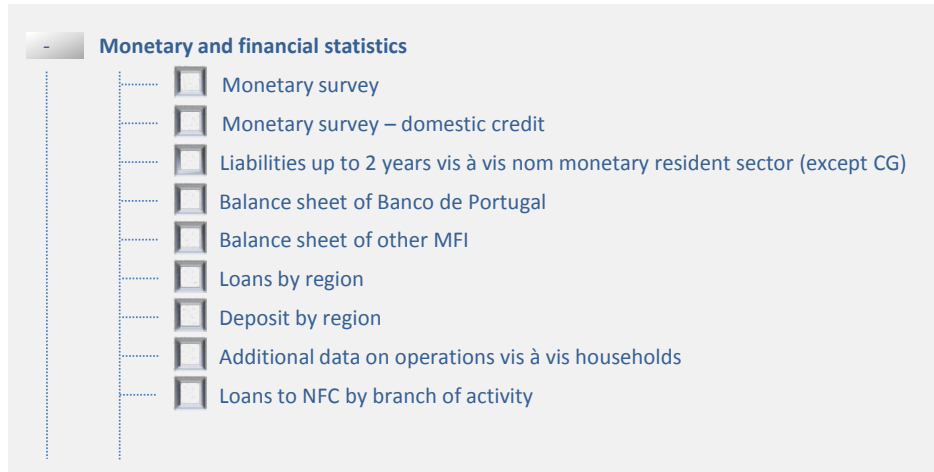 - Monetary and financial statistics
Monetary survey
Monetary survey – domestic credit
Liabilities up to 2 years vis à vis nom monetary resident sector (except CG)
Balance sheet of Banco de Portugal
Balance sheet of other MFI
Loans by region
Deposit by region
Additional data on operations vis à vis households
Loans to NFC by branch of activity